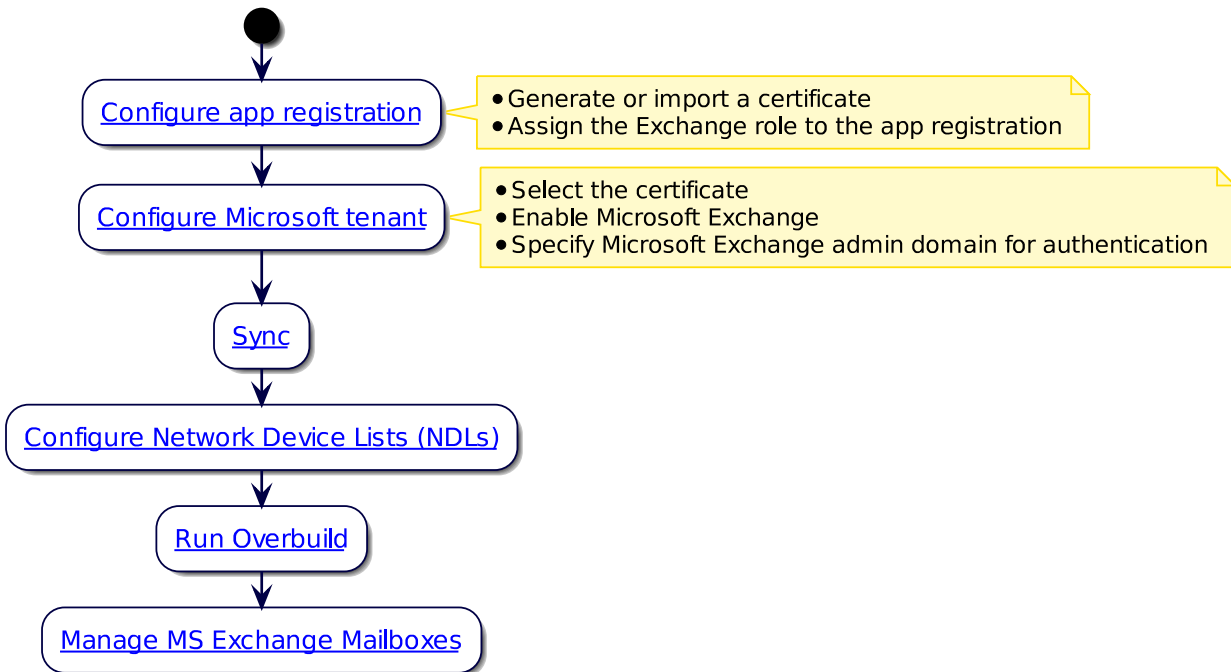 Configure app registration
• Generate or import a certificate
• Assign the Exchange role to the app registration
Configure Microsoft tenant
• Select the certificate
• Enable Microsoft Exchange
• Specify Microsoft Exchange admin domain for authentication
Sync
Configure Network Device Lists (NDLs)
Run Overbuild
Manage MS Exchange Mailboxes